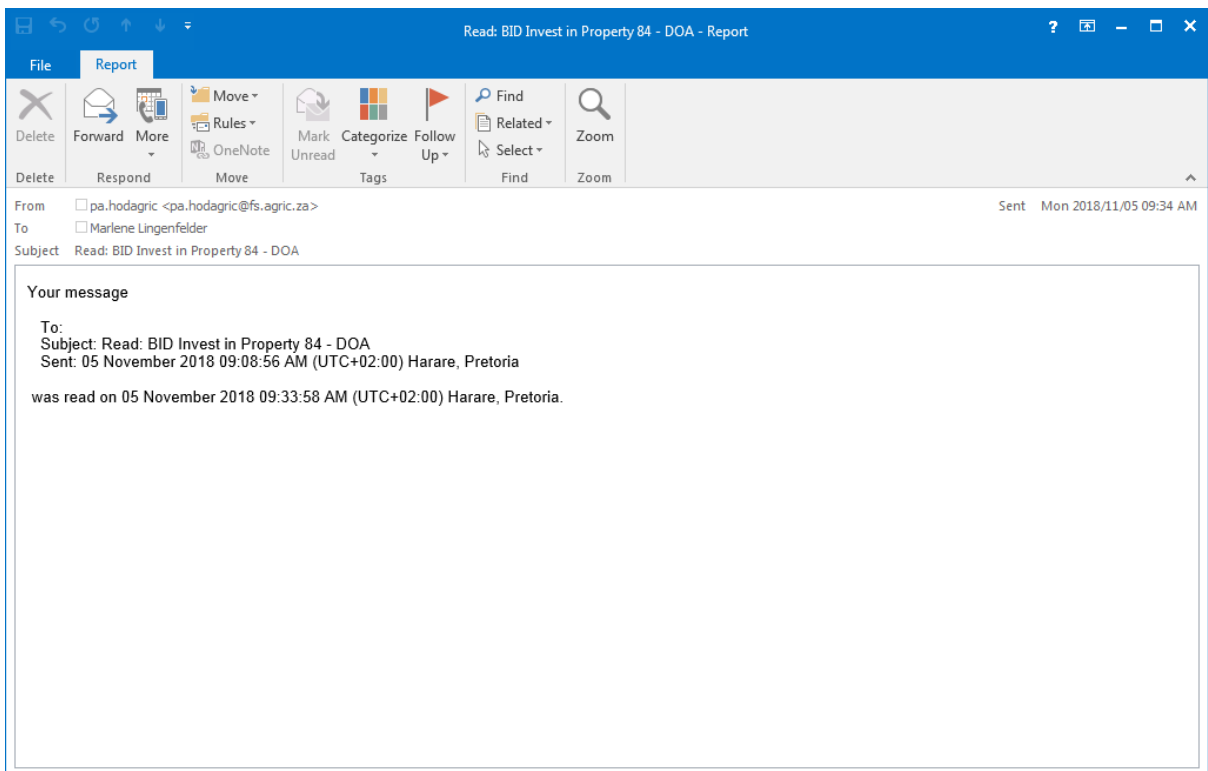 Read: BID Invest in Property 84 - DOA - Report
?
File Report
Delete
Forward
More
Move
Rules
OneNote
Mark Unread
Categorize
Follow Up
Find
Related
Select
Zoom
Delete Respond Move Tags Find Zoom
From pa.hodagric <pa.hodagric@fs.agric.za> Sent Mon 2018/11/05 09:34 AM
To Marlene Lingenfelder
Subject Read: BID Invest in Property 84 - DOA
Your message
To:
Subject: Read: BID Invest in Property 84 - DOA
Sent: 05 November 2018 09:08:56 AM (UTC+02:00) Harare, Pretoria
was read on 05 November 2018 09:33:58 AM (UTC+02:00) Harare, Pretoria.